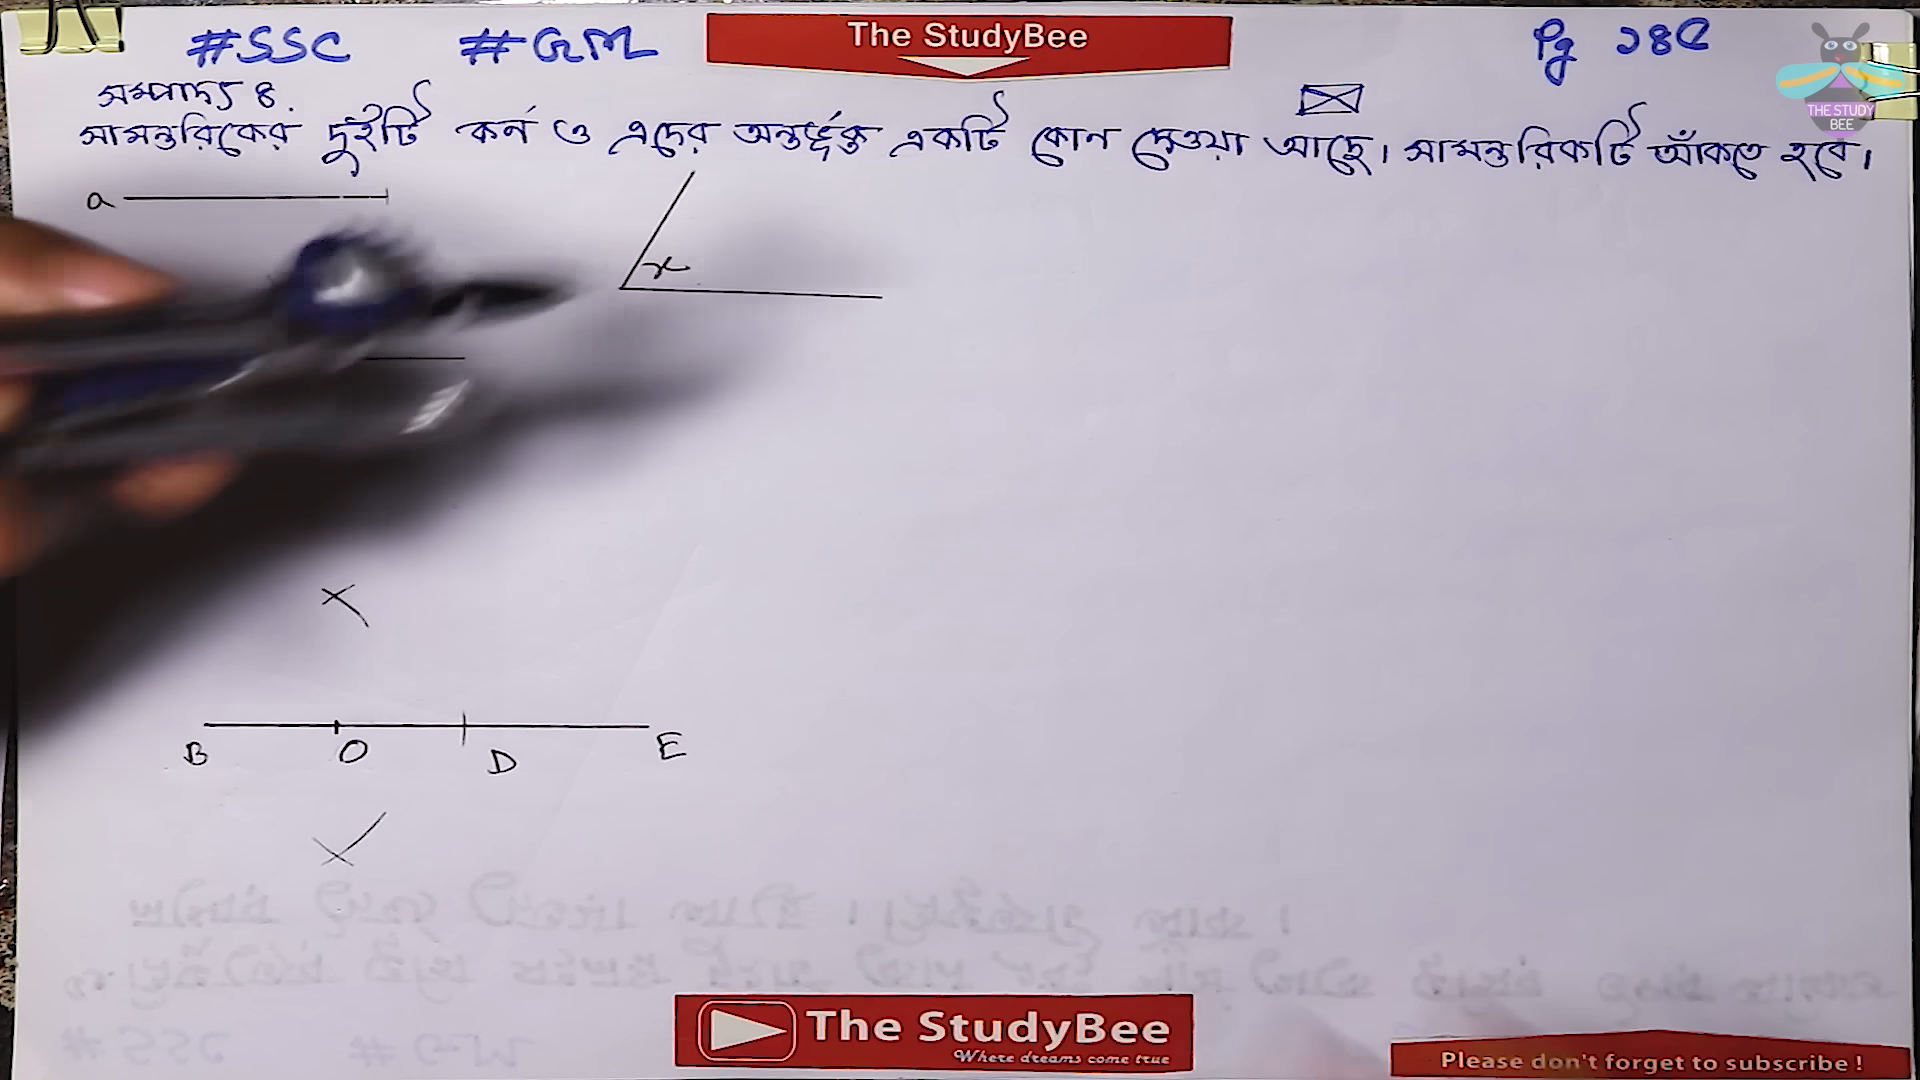 #SSC #GM The StudyBee Pg ১৪৫
THE STUDY
BEE
সম্পাদ্য ৪.
সামন্তরিকের দুইটি কর্ন ও এদের অন্তর্ভুক্ত একটি কোন দেওয়া আছে। সামন্তরিকটি আঁকতে হবে।
a
x
B O D E
The StudyBee
Where dreams come true
Please don't forget to subscribe !